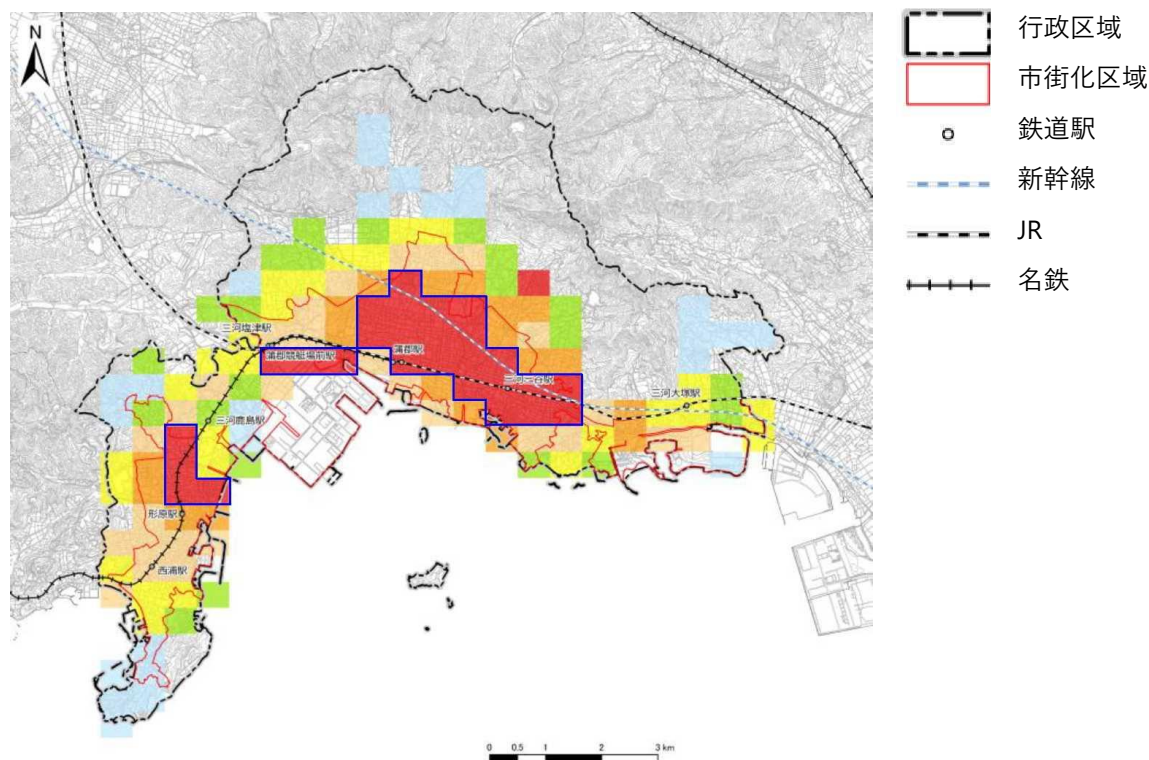 N
行政区域
市街化区域
鉄道駅
新幹線
JR
名鉄
三河塩津駅
蒲郡競艇場前駅
蒲郡駅
三河三谷駅
三河大塚駅
三河鹿島駅
形原駅
西浦駅
0 0.5 1 2 3 km